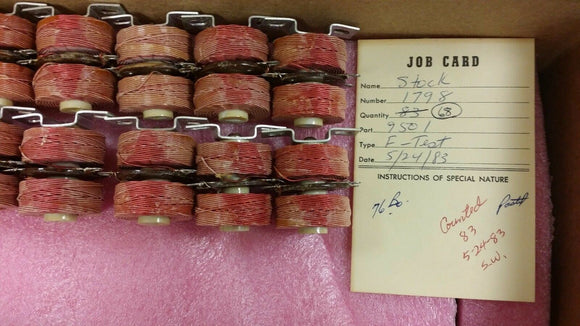 JOB CARD
Name Stock
Number 1798
Quantity 83 68
Part 9501
Type E-Test
Date 5/24/83
INSTRUCTIONS OF SPECIAL NATURE
76 Bo.
Counted
83
5-24-83
S.W.